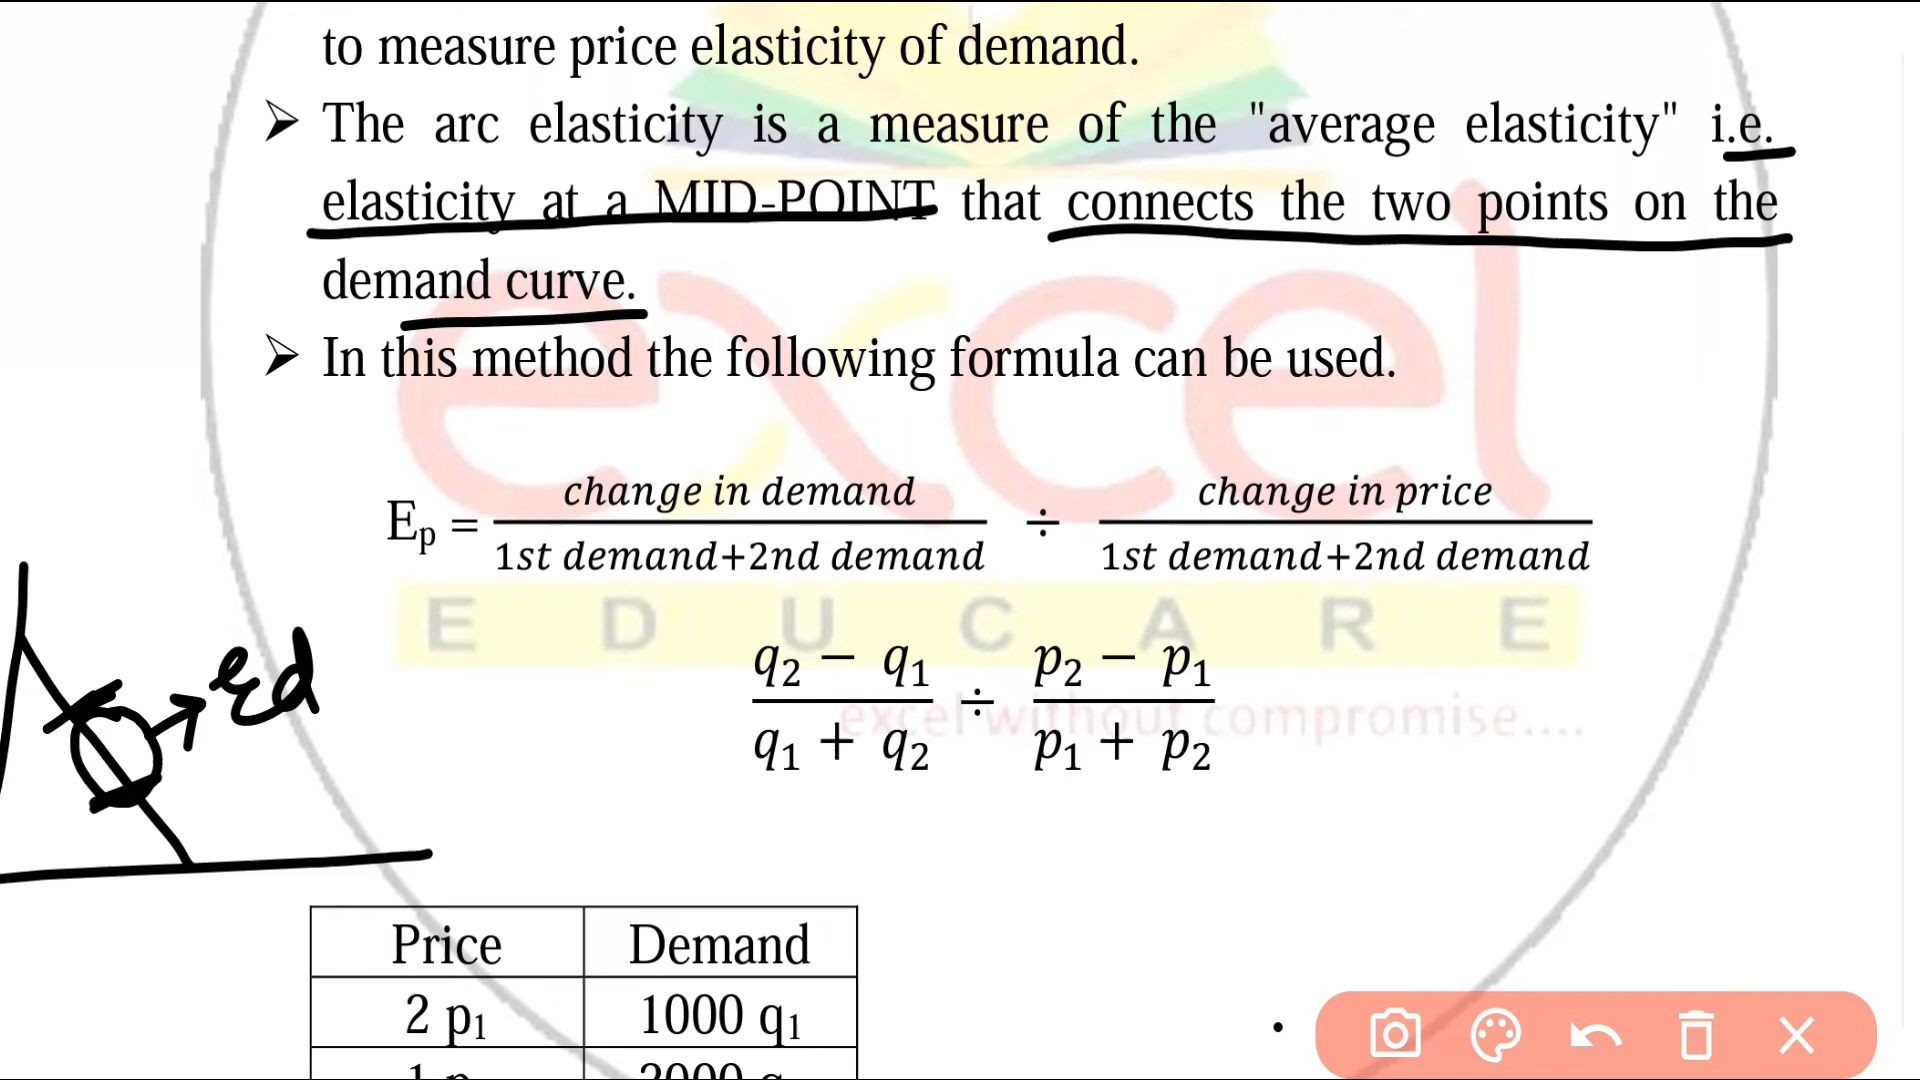 to measure price elasticity of demand.
➢ The arc elasticity is a measure of the "average elasticity" i.e.
elasticity at a MID-POINT that connects the two points on the
demand curve.
➢ In this method the following formula can be used.
excel
Eₚ = change in demand / 1st demand+2nd demand ÷ change in price / 1st demand+2nd demand
EDUCARE
Ed
q₂ − q₁ / q₁ + q₂ ÷ p₂ − p₁ / p₁ + p₂
excel without compromise....
Price Demand
2 p₁ 1000 q₁